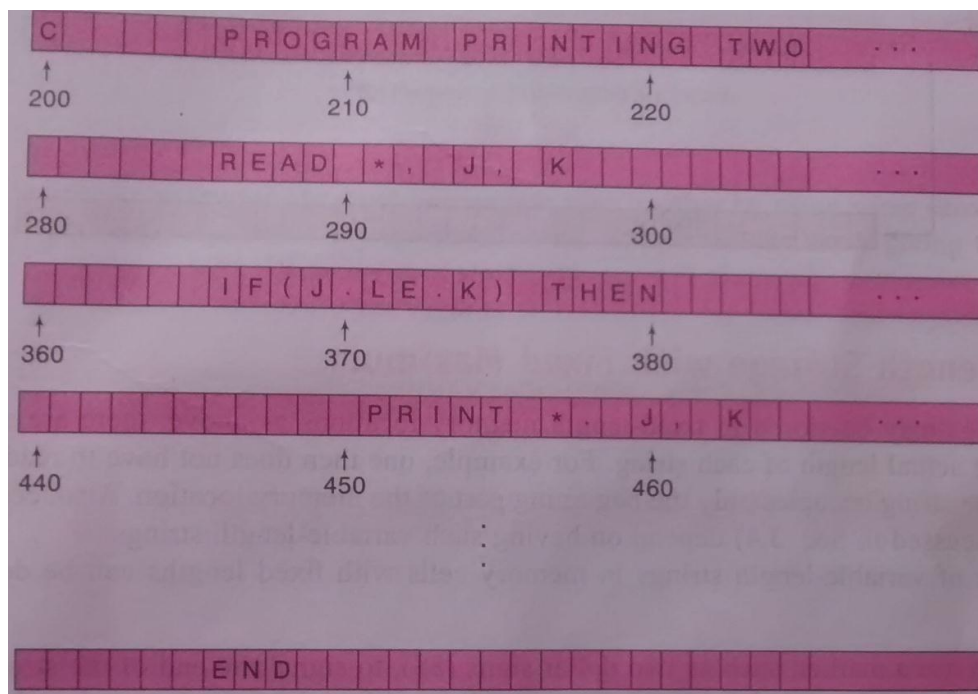 C PROGRAM PRINTING TWO ...
200 210 220
READ *, J, K ...
280 290 300
IF(J.LE.K) THEN ...
360 370 380
PRINT *, J K ...
440 450 460
END